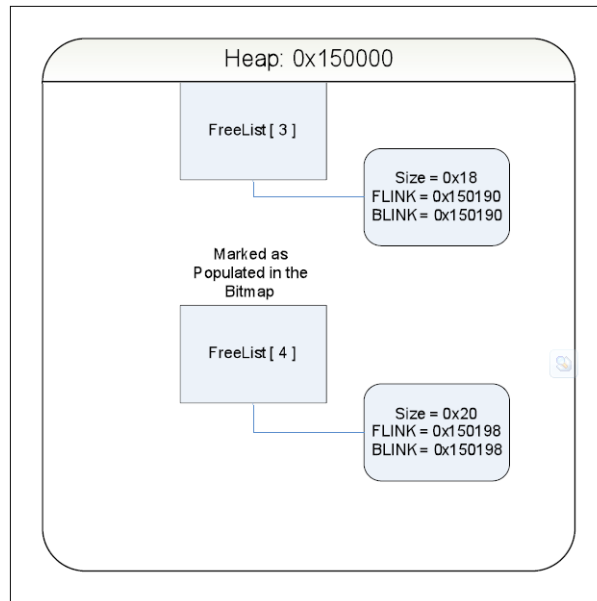 Heap: 0x150000
FreeList [ 3 ]
Size = 0x18
FLINK = 0x150190
BLINK = 0x150190
Marked as
Populated in the
Bitmap
FreeList [ 4 ]
Size = 0x20
FLINK = 0x150198
BLINK = 0x150198